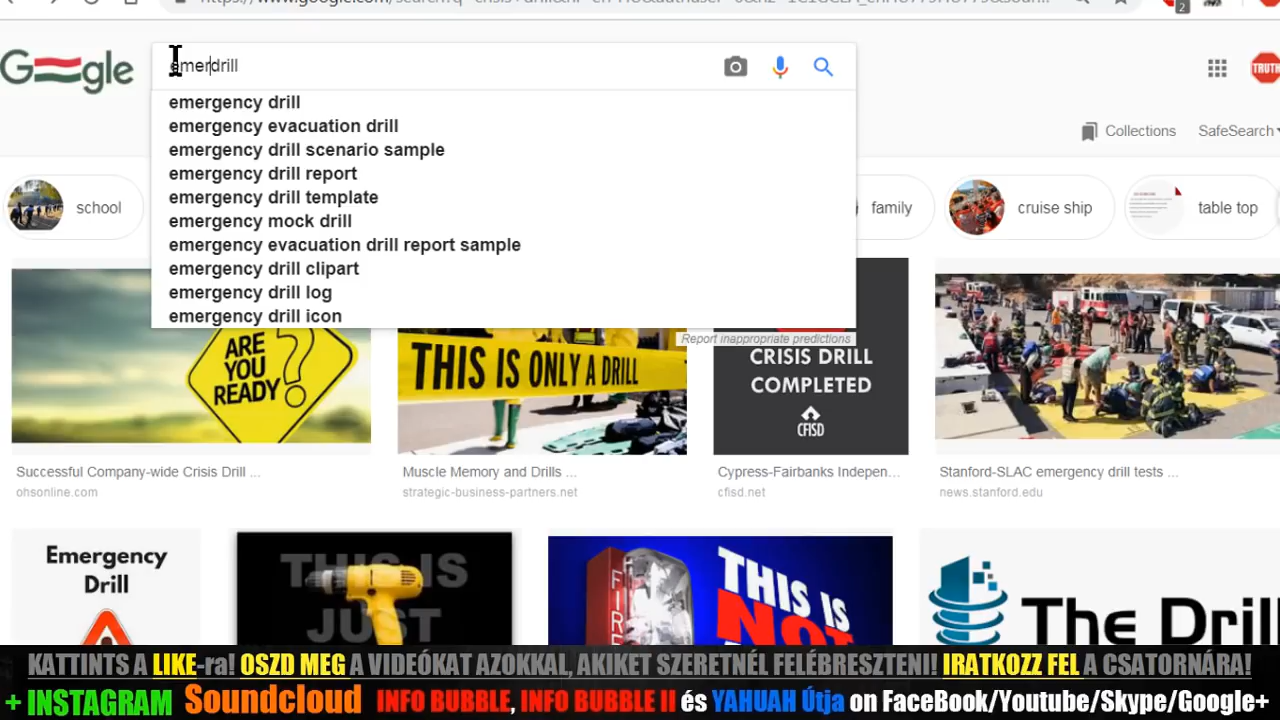 2
Google
emerdrill
TRUTH
emergency drill
emergency evacuation drill
emergency drill scenario sample
emergency drill report
emergency drill template
emergency mock drill
emergency evacuation drill report sample
emergency drill clipart
emergency drill log
emergency drill icon
Report inappropriate predictions
Collections
SafeSearch
school
family
cruise ship
table top
ARE
YOU
READY
?
THIS IS ONLY A DRILL
CRISIS DRILL
COMPLETED
CFISD
Successful Company-wide Crisis Drill ...
ohsonline.com
Muscle Memory and Drills ...
strategic-business-partners.net
Cypress-Fairbanks Indepen...
cfisd.net
Stanford-SLAC emergency drill tests ...
news.stanford.edu
Emergency
Drill
THIS IS
JUST
FIRE
THIS IS
NOT
The Drill
KATTINTS A LIKE-ra! OSZD MEG A VIDEÓKAT AZOKKAL, AKIKET SZERETNÉL FELÉBRESZTENI! IRATKOZZ FEL A CSATORNÁRA!
+ INSTAGRAM Soundcloud INFO BUBBLE, INFO BUBBLE II és YAHUAH Útja on FaceBook/Youtube/Skype/Google+